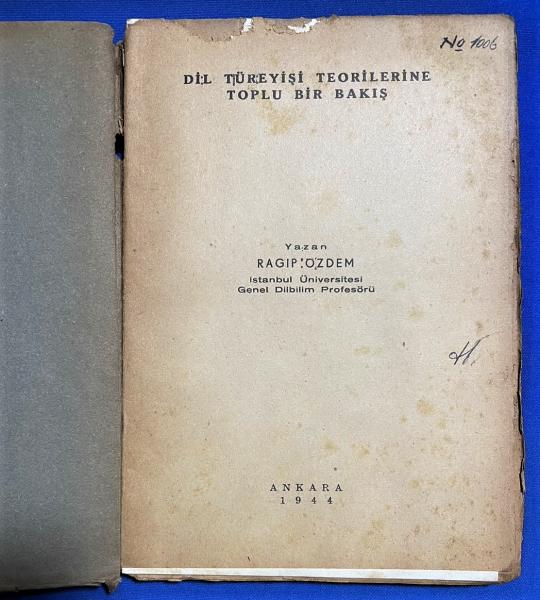 No 1006
DİL TÜREYİŞİ TEORİLERİNE
TOPLU BİR BAKIŞ
Yazan
RAGIP ÖZDEM
İstanbul Üniversitesi
Genel Dilbilim Profesörü
ANKARA
1944